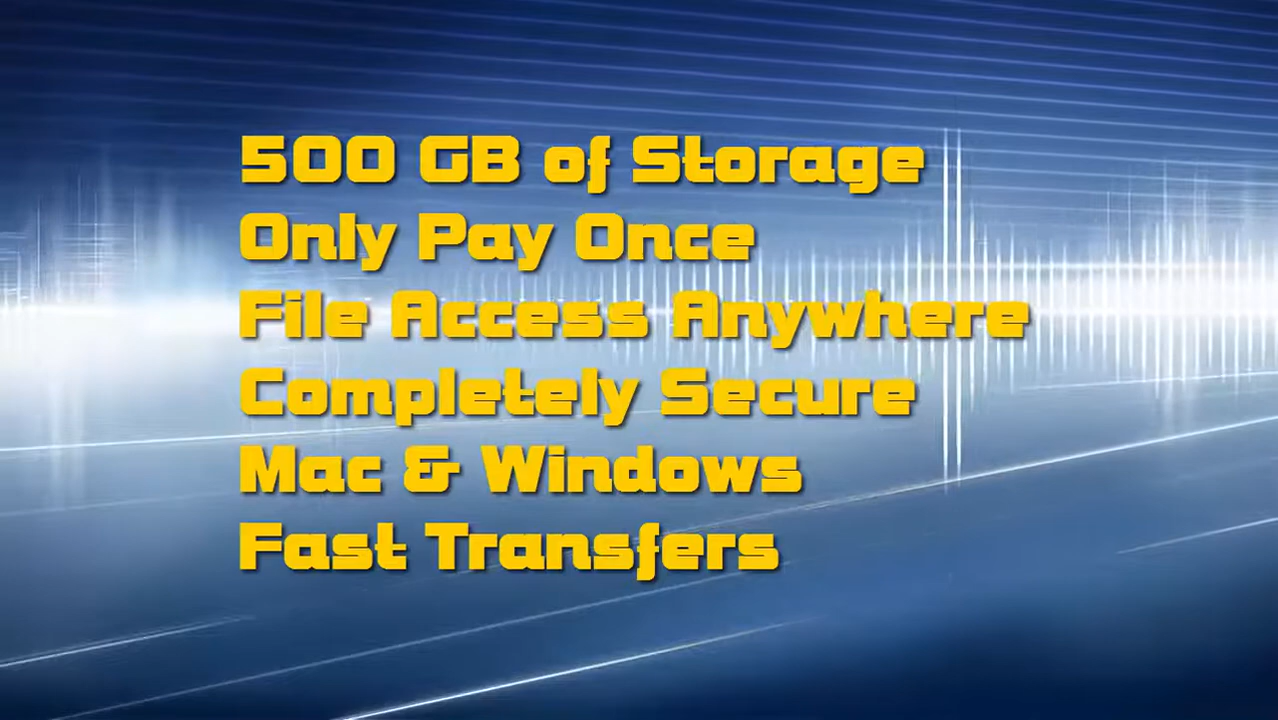 500 GB of Storage
Only Pay Once
File Access Anywhere
Completely Secure
Mac & Windows
Fast Transfers